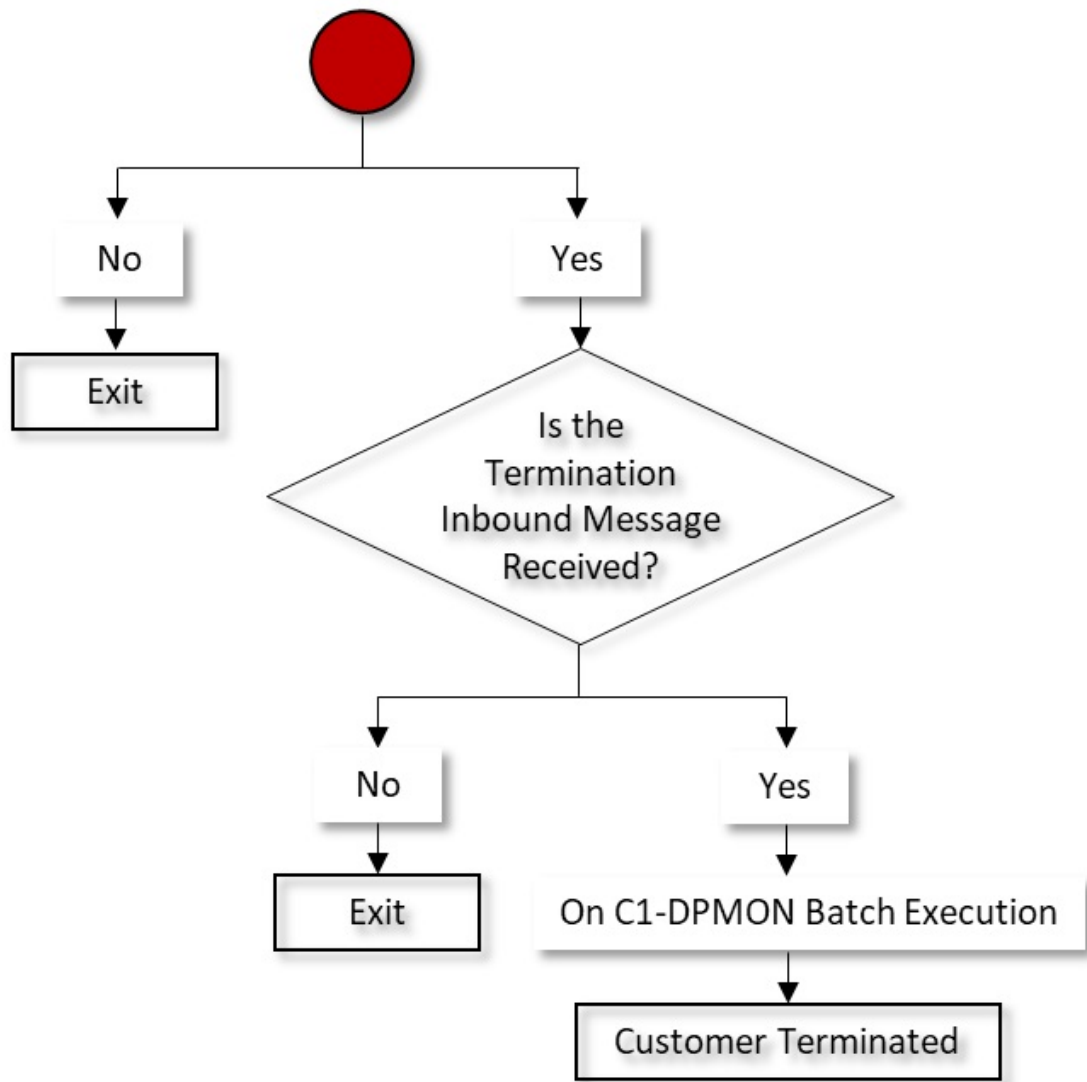 No
Yes
Exit
Is the
Termination
Inbound Message
Received?
No
Yes
Exit
On C1-DPMON Batch Execution
Customer Terminated